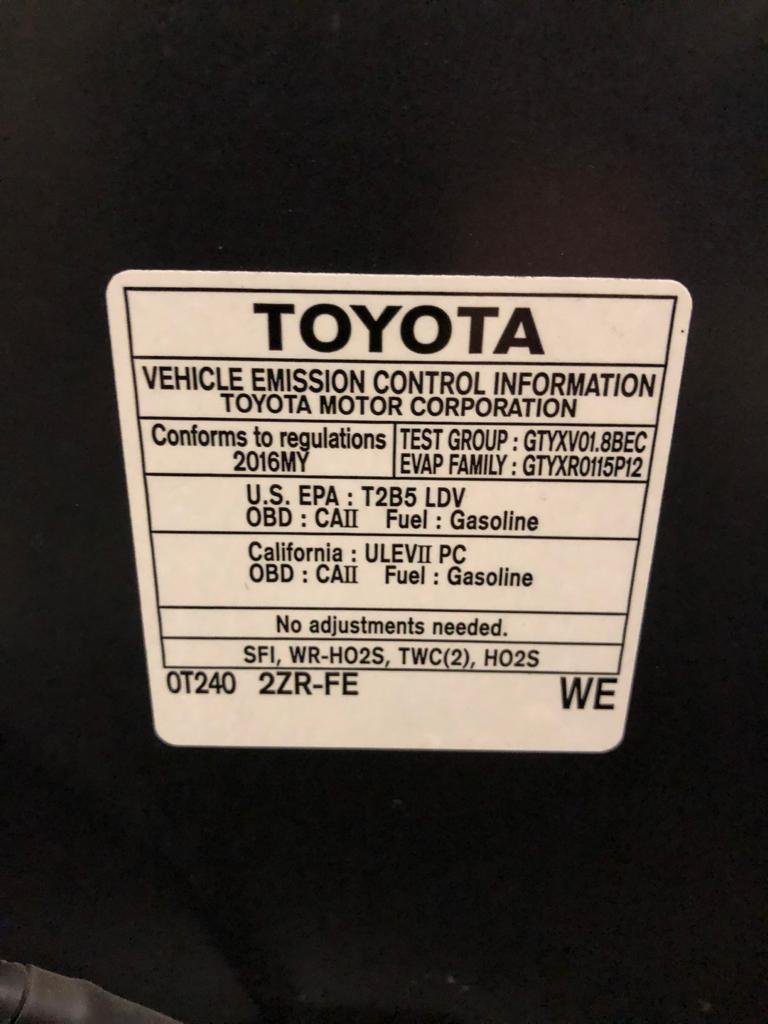 TOYOTA
VEHICLE EMISSION CONTROL INFORMATION
TOYOTA MOTOR CORPORATION
Conforms to regulations
2016MY
TEST GROUP : GTYXV01.8BEC
EVAP FAMILY : GTYXR0115P12
U.S. EPA : T2B5 LDV
OBD : CAⅡ Fuel : Gasoline
California : ULEVⅡ PC
OBD : CAⅡ Fuel : Gasoline
No adjustments needed.
SFI, WR-HO2S, TWC(2), HO2S
0T240 2ZR-FE WE